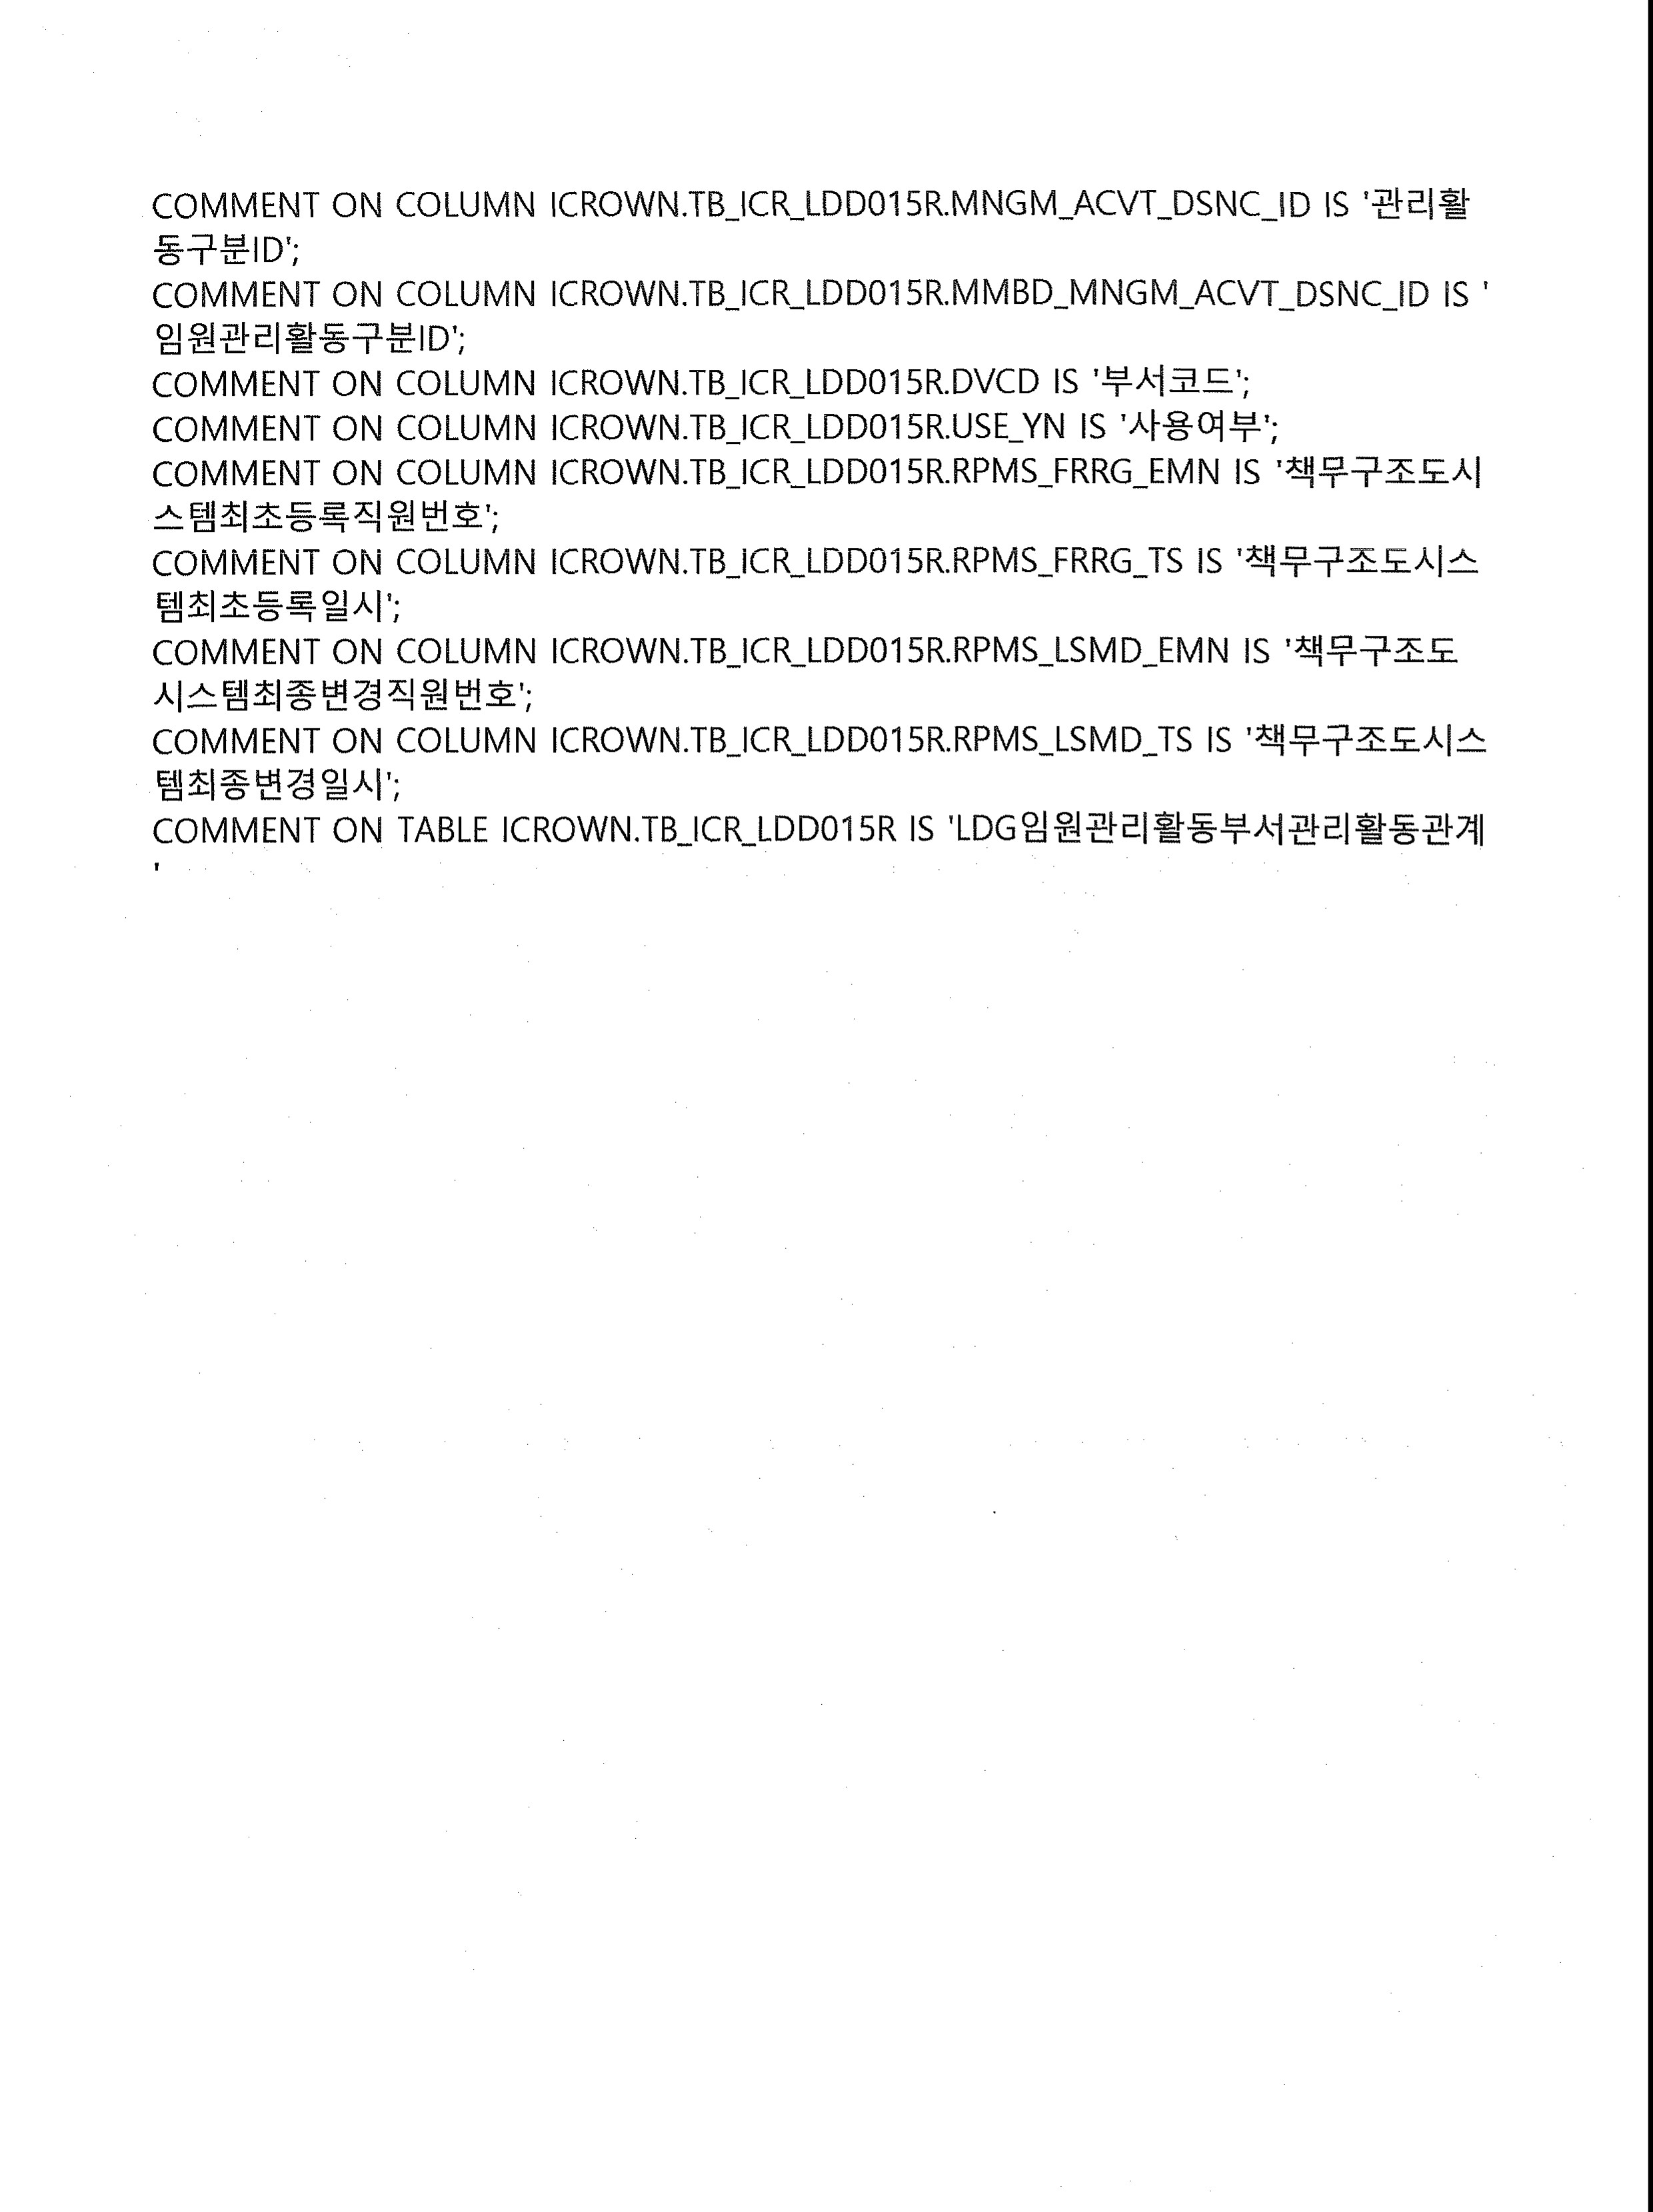 COMMENT ON COLUMN ICROWN.TB_ICR_LDD015R.MNGM_ACVT_DSNC_ID IS '관리활
동구분ID';
COMMENT ON COLUMN ICROWN.TB_ICR_LDD015R.MMBD_MNGM_ACVT_DSNC_ID IS '
임원관리활동구분ID';
COMMENT ON COLUMN ICROWN.TB_ICR_LDD015R.DVCD IS '부서코드';
COMMENT ON COLUMN ICROWN.TB_ICR_LDD015R.USE_YN IS '사용여부';
COMMENT ON COLUMN ICROWN.TB_ICR_LDD015R.RPMS_FRRG_EMN IS '책무구조도시
스템최초등록직원번호';
COMMENT ON COLUMN ICROWN.TB_ICR_LDD015R.RPMS_FRRG_TS IS '책무구조도시스
템최초등록일시';
COMMENT ON COLUMN ICROWN.TB_ICR_LDD015R.RPMS_LSMD_EMN IS '책무구조도
시스템최종변경직원번호';
COMMENT ON COLUMN ICROWN.TB_ICR_LDD015R.RPMS_LSMD_TS IS '책무구조도시스
템최종변경일시';
COMMENT ON TABLE ICROWN.TB_ICR_LDD015R IS 'LDG임원관리활동부서관리활동관계
'